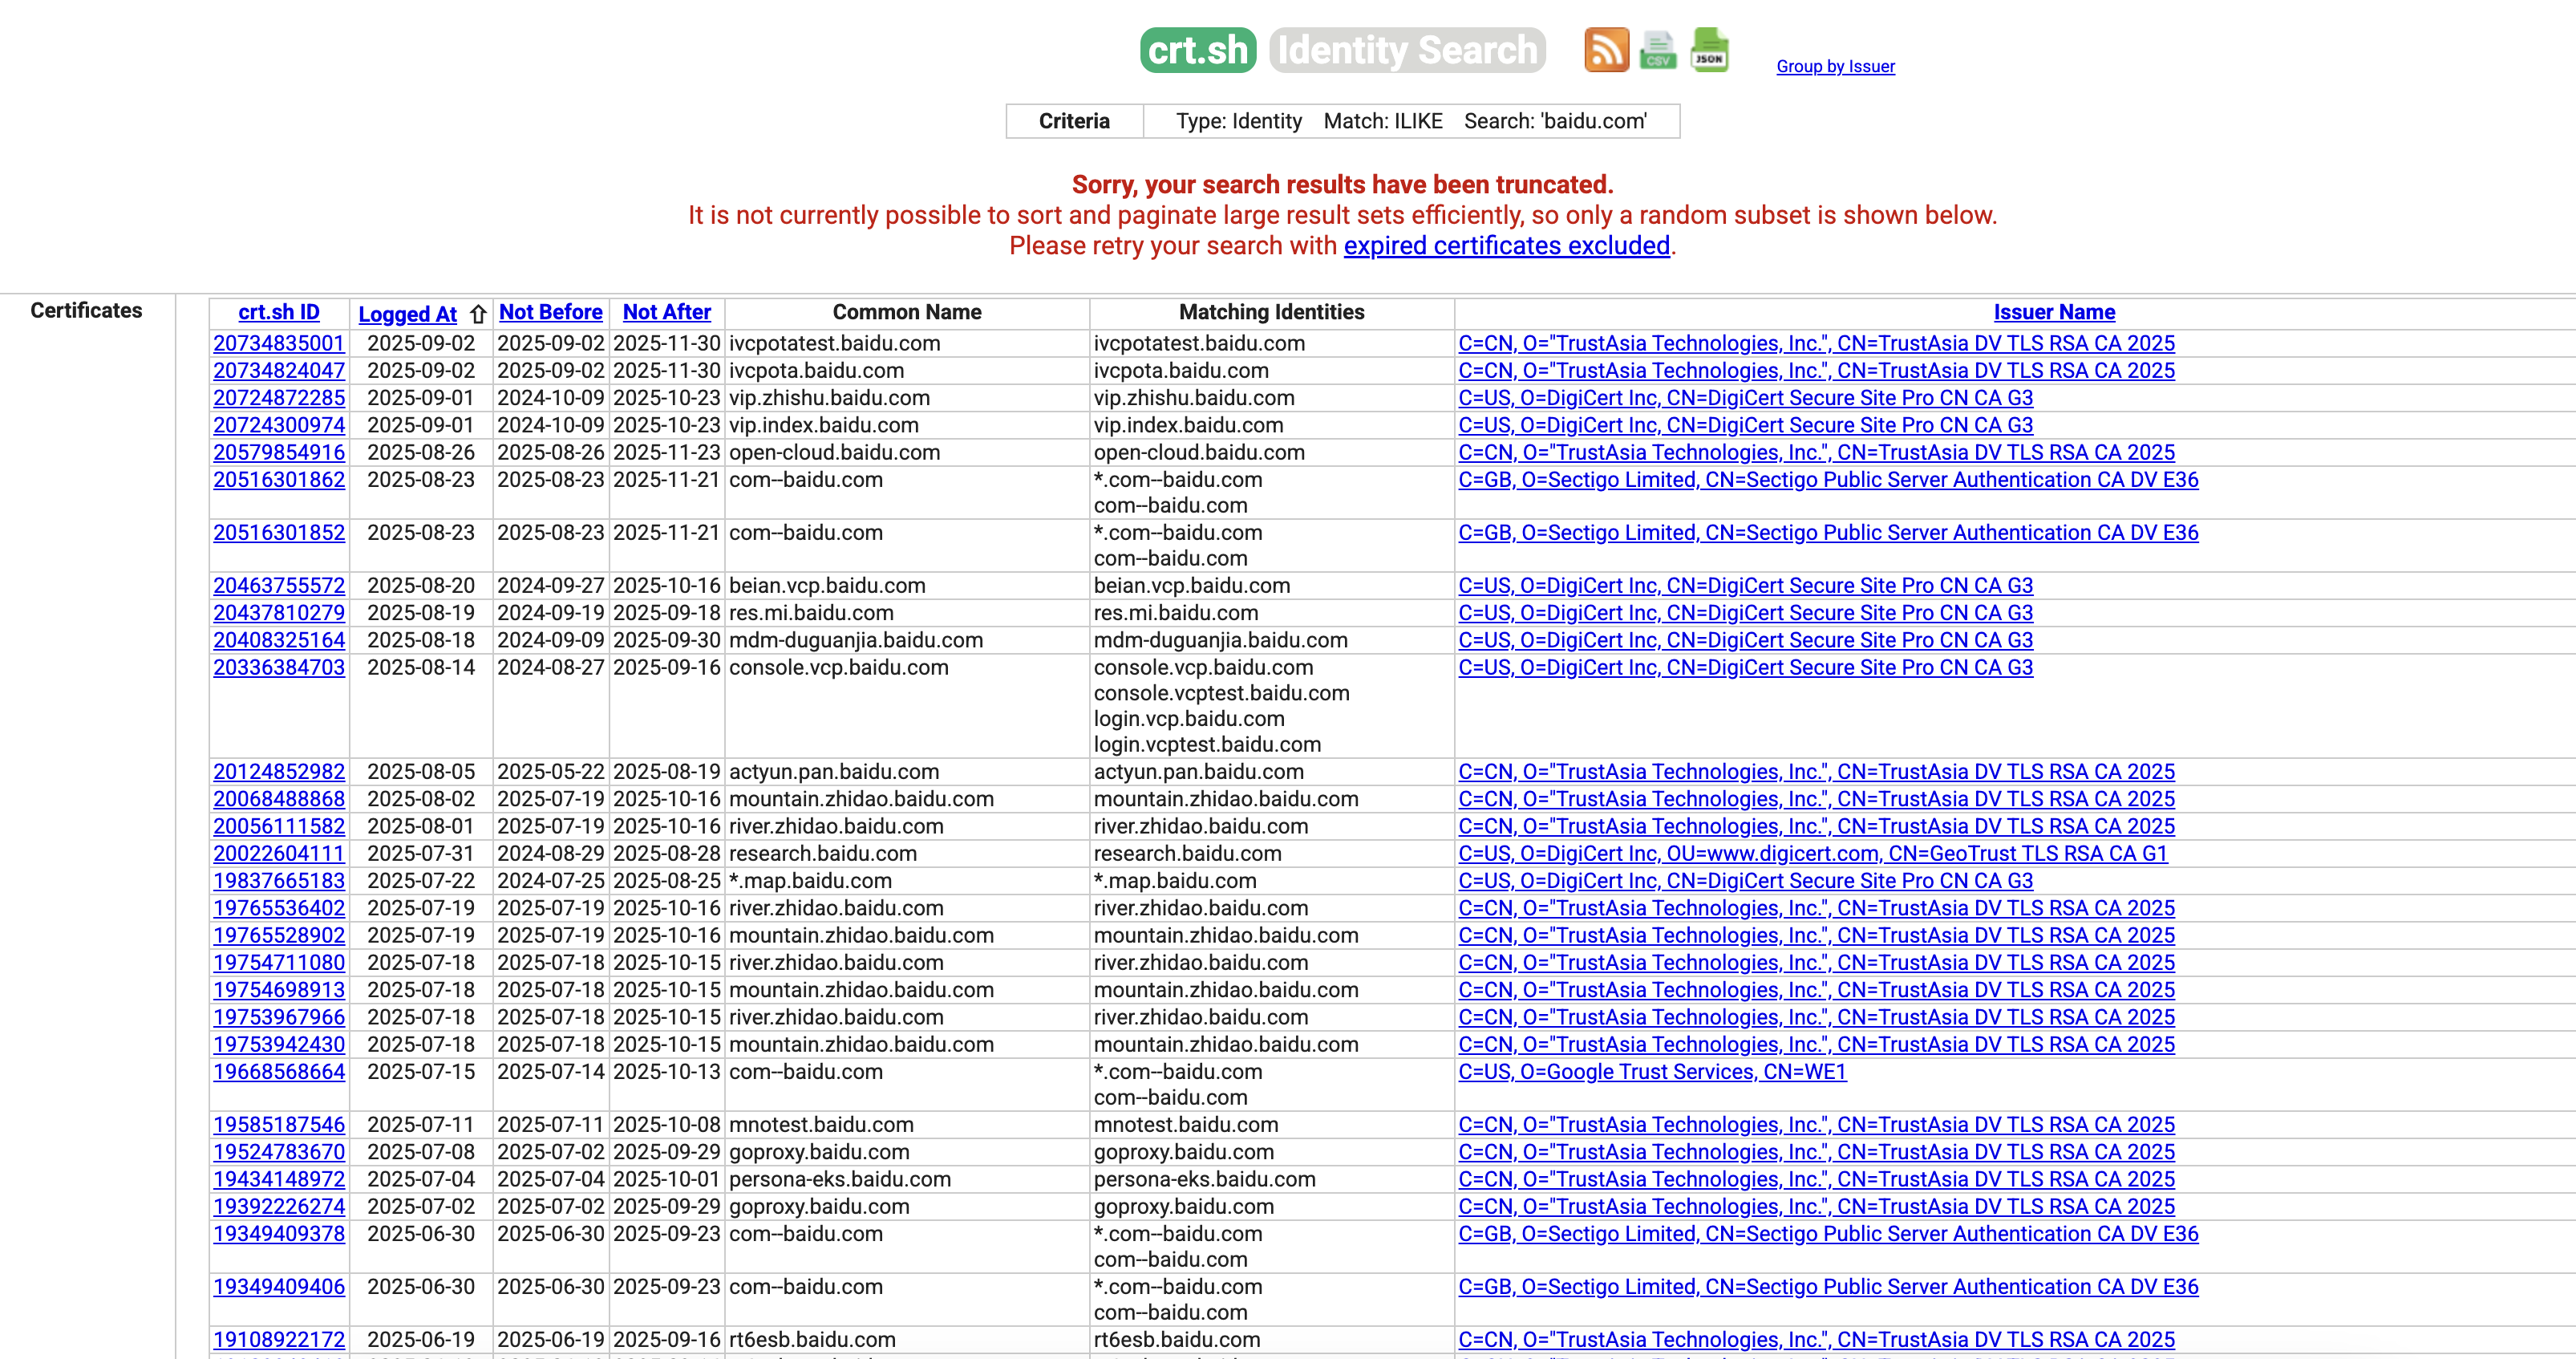 crt.sh Identity Search CSV JSON Group by Issuer
Criteria Type: Identity Match: ILIKE Search: 'baidu.com'
Sorry, your search results have been truncated.
It is not currently possible to sort and paginate large result sets efficiently, so only a random subset is shown below.
Please retry your search with expired certificates excluded.
Certificates crt.sh ID Logged At ⇧ Not Before Not After Common Name Matching Identities Issuer Name
20734835001 2025-09-02 2025-09-02 2025-11-30 ivcpotatest.baidu.com ivcpotatest.baidu.com C=CN, O="TrustAsia Technologies, Inc.", CN=TrustAsia DV TLS RSA CA 2025
20734824047 2025-09-02 2025-09-02 2025-11-30 ivcpota.baidu.com ivcpota.baidu.com C=CN, O="TrustAsia Technologies, Inc.", CN=TrustAsia DV TLS RSA CA 2025
20724872285 2025-09-01 2024-10-09 2025-10-23 vip.zhishu.baidu.com vip.zhishu.baidu.com C=US, O=DigiCert Inc, CN=DigiCert Secure Site Pro CN CA G3
20724300974 2025-09-01 2024-10-09 2025-10-23 vip.index.baidu.com vip.index.baidu.com C=US, O=DigiCert Inc, CN=DigiCert Secure Site Pro CN CA G3
20579854916 2025-08-26 2025-08-26 2025-11-23 open-cloud.baidu.com open-cloud.baidu.com C=CN, O="TrustAsia Technologies, Inc.", CN=TrustAsia DV TLS RSA CA 2025
20516301862 2025-08-23 2025-08-23 2025-11-21 com--baidu.com *.com--baidu.com C=GB, O=Sectigo Limited, CN=Sectigo Public Server Authentication CA DV E36
com--baidu.com
20516301852 2025-08-23 2025-08-23 2025-11-21 com--baidu.com *.com--baidu.com C=GB, O=Sectigo Limited, CN=Sectigo Public Server Authentication CA DV E36
com--baidu.com
20463755572 2025-08-20 2024-09-27 2025-10-16 beian.vcp.baidu.com beian.vcp.baidu.com C=US, O=DigiCert Inc, CN=DigiCert Secure Site Pro CN CA G3
20437810279 2025-08-19 2024-09-19 2025-09-18 res.mi.baidu.com res.mi.baidu.com C=US, O=DigiCert Inc, CN=DigiCert Secure Site Pro CN CA G3
20408325164 2025-08-18 2024-09-09 2025-09-30 mdm-duguanjia.baidu.com mdm-duguanjia.baidu.com C=US, O=DigiCert Inc, CN=DigiCert Secure Site Pro CN CA G3
20336384703 2025-08-14 2024-08-27 2025-09-16 console.vcp.baidu.com console.vcp.baidu.com C=US, O=DigiCert Inc, CN=DigiCert Secure Site Pro CN CA G3
console.vcptest.baidu.com
login.vcp.baidu.com
login.vcptest.baidu.com
20124852982 2025-08-05 2025-05-22 2025-08-19 actyun.pan.baidu.com actyun.pan.baidu.com C=CN, O="TrustAsia Technologies, Inc.", CN=TrustAsia DV TLS RSA CA 2025
20068488868 2025-08-02 2025-07-19 2025-10-16 mountain.zhidao.baidu.com mountain.zhidao.baidu.com C=CN, O="TrustAsia Technologies, Inc.", CN=TrustAsia DV TLS RSA CA 2025
20056111582 2025-08-01 2025-07-19 2025-10-16 river.zhidao.baidu.com river.zhidao.baidu.com C=CN, O="TrustAsia Technologies, Inc.", CN=TrustAsia DV TLS RSA CA 2025
20022604111 2025-07-31 2024-08-29 2025-08-28 research.baidu.com research.baidu.com C=US, O=DigiCert Inc, OU=www.digicert.com, CN=GeoTrust TLS RSA CA G1
19837665183 2025-07-22 2024-07-25 2025-08-25 *.map.baidu.com *.map.baidu.com C=US, O=DigiCert Inc, CN=DigiCert Secure Site Pro CN CA G3
19765536402 2025-07-19 2025-07-19 2025-10-16 river.zhidao.baidu.com river.zhidao.baidu.com C=CN, O="TrustAsia Technologies, Inc.", CN=TrustAsia DV TLS RSA CA 2025
19765528902 2025-07-19 2025-07-19 2025-10-16 mountain.zhidao.baidu.com mountain.zhidao.baidu.com C=CN, O="TrustAsia Technologies, Inc.", CN=TrustAsia DV TLS RSA CA 2025
19754711080 2025-07-18 2025-07-18 2025-10-15 river.zhidao.baidu.com river.zhidao.baidu.com C=CN, O="TrustAsia Technologies, Inc.", CN=TrustAsia DV TLS RSA CA 2025
19754698913 2025-07-18 2025-07-18 2025-10-15 mountain.zhidao.baidu.com mountain.zhidao.baidu.com C=CN, O="TrustAsia Technologies, Inc.", CN=TrustAsia DV TLS RSA CA 2025
19753967966 2025-07-18 2025-07-18 2025-10-15 river.zhidao.baidu.com river.zhidao.baidu.com C=CN, O="TrustAsia Technologies, Inc.", CN=TrustAsia DV TLS RSA CA 2025
19753942430 2025-07-18 2025-07-18 2025-10-15 mountain.zhidao.baidu.com mountain.zhidao.baidu.com C=CN, O="TrustAsia Technologies, Inc.", CN=TrustAsia DV TLS RSA CA 2025
19668568664 2025-07-15 2025-07-14 2025-10-13 com--baidu.com *.com--baidu.com C=US, O=Google Trust Services, CN=WE1
com--baidu.com
19585187546 2025-07-11 2025-07-11 2025-10-08 mnotest.baidu.com mnotest.baidu.com C=CN, O="TrustAsia Technologies, Inc.", CN=TrustAsia DV TLS RSA CA 2025
19524783670 2025-07-08 2025-07-02 2025-09-29 goproxy.baidu.com goproxy.baidu.com C=CN, O="TrustAsia Technologies, Inc.", CN=TrustAsia DV TLS RSA CA 2025
19434148972 2025-07-04 2025-07-04 2025-10-01 persona-eks.baidu.com persona-eks.baidu.com C=CN, O="TrustAsia Technologies, Inc.", CN=TrustAsia DV TLS RSA CA 2025
19392226274 2025-07-02 2025-07-02 2025-09-29 goproxy.baidu.com goproxy.baidu.com C=CN, O="TrustAsia Technologies, Inc.", CN=TrustAsia DV TLS RSA CA 2025
19349409378 2025-06-30 2025-06-30 2025-09-23 com--baidu.com *.com--baidu.com C=GB, O=Sectigo Limited, CN=Sectigo Public Server Authentication CA DV E36
com--baidu.com
19349409406 2025-06-30 2025-06-30 2025-09-23 com--baidu.com *.com--baidu.com C=GB, O=Sectigo Limited, CN=Sectigo Public Server Authentication CA DV E36
com--baidu.com
19108922172 2025-06-19 2025-06-19 2025-09-16 rt6esb.baidu.com rt6esb.baidu.com C=CN, O="TrustAsia Technologies, Inc.", CN=TrustAsia DV TLS RSA CA 2025